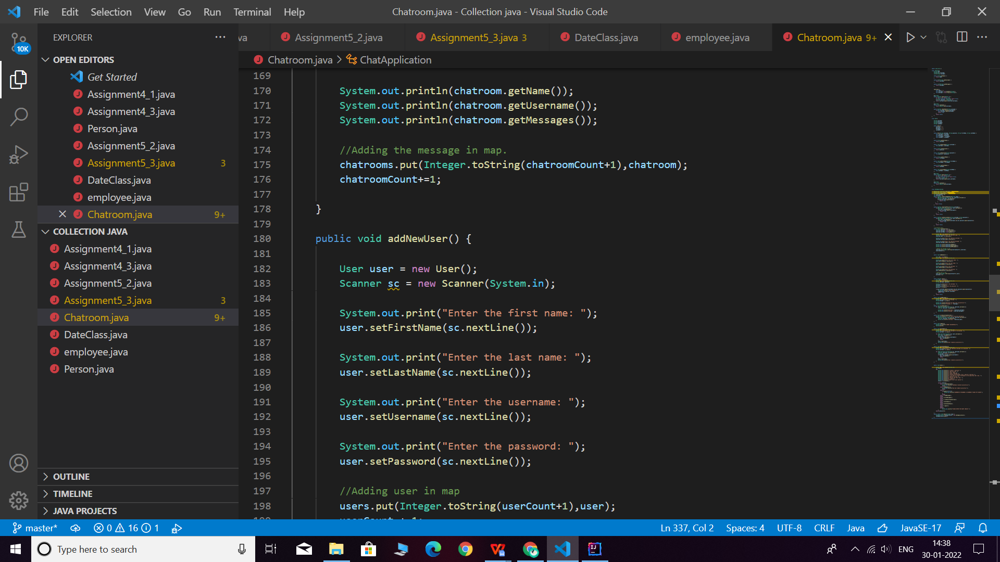 File Edit Selection View Go Run Terminal Help
Chatroom.java - Collection java - Visual Studio Code
10K
EXPLORER
OPEN EDITORS
Get Started
Assignment4_1.java
Assignment4_3.java
Person.java
Assignment5_2.java
Assignment5_3.java 3
DateClass.java
employee.java
Chatroom.java 9+
COLLECTION JAVA
Assignment4_1.java
Assignment4_3.java
Assignment5_2.java
Assignment5_3.java 3
Chatroom.java 9+
DateClass.java
employee.java
Person.java
OUTLINE
TIMELINE
JAVA PROJECTS
va Assignment5_2.java Assignment5_3.java 3 DateClass.java employee.java Chatroom.java 9+
Chatroom.java > ChatApplication
169
170 System.out.println(chatroom.getName());
171 System.out.println(chatroom.getUsername());
172 System.out.println(chatroom.getMessages());
173
174 //Adding the message in map.
175 chatrooms.put(Integer.toString(chatroomCount+1),chatroom);
176 chatroomCount+=1;
177
178 }
179
180 public void addNewUser() {
181
182 User user = new User();
183 Scanner sc = new Scanner(System.in);
184
185 System.out.print("Enter the first name: ");
186 user.setFirstName(sc.nextLine());
187
188 System.out.print("Enter the last name: ");
189 user.setLastName(sc.nextLine());
190
191 System.out.print("Enter the username: ");
192 user.setUsername(sc.nextLine());
193
194 System.out.print("Enter the password: ");
195 user.setPassword(sc.nextLine());
196
197 //Adding user in map
198 users.put(Integer.toString(userCount+1),user);
master* 0 16 1
Ln 337, Col 2 Spaces: 4 UTF-8 CRLF Java JavaSE-17
Type here to search
ENG
14:38
30-01-2022